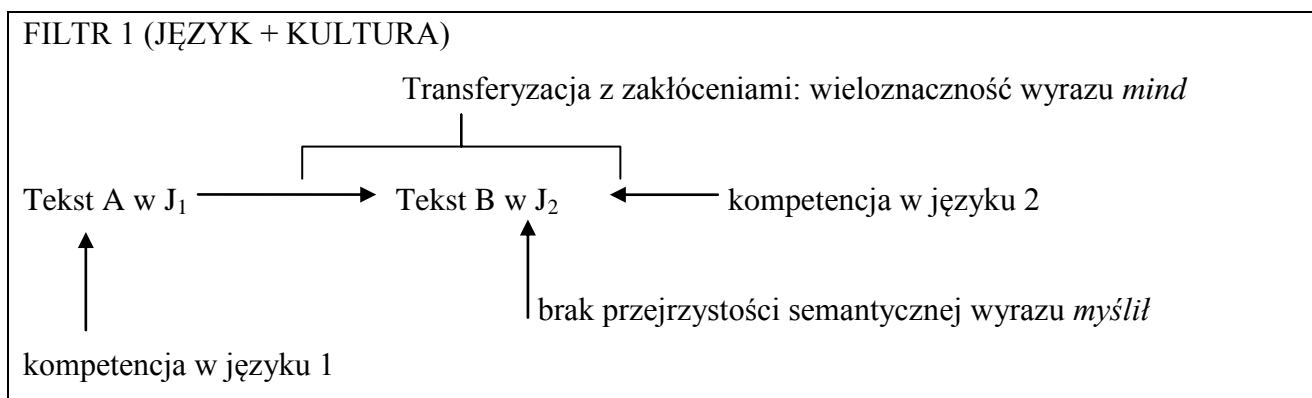 FILTR 1 (JĘZYK + KULTURA)
Transferyzacja z zakłóceniami: wieloznaczność wyrazu mind
Tekst A w J₁ Tekst B w J₂ kompetencja w języku 2
brak przejrzystości semantycznej wyrazu myślił
kompetencja w języku 1